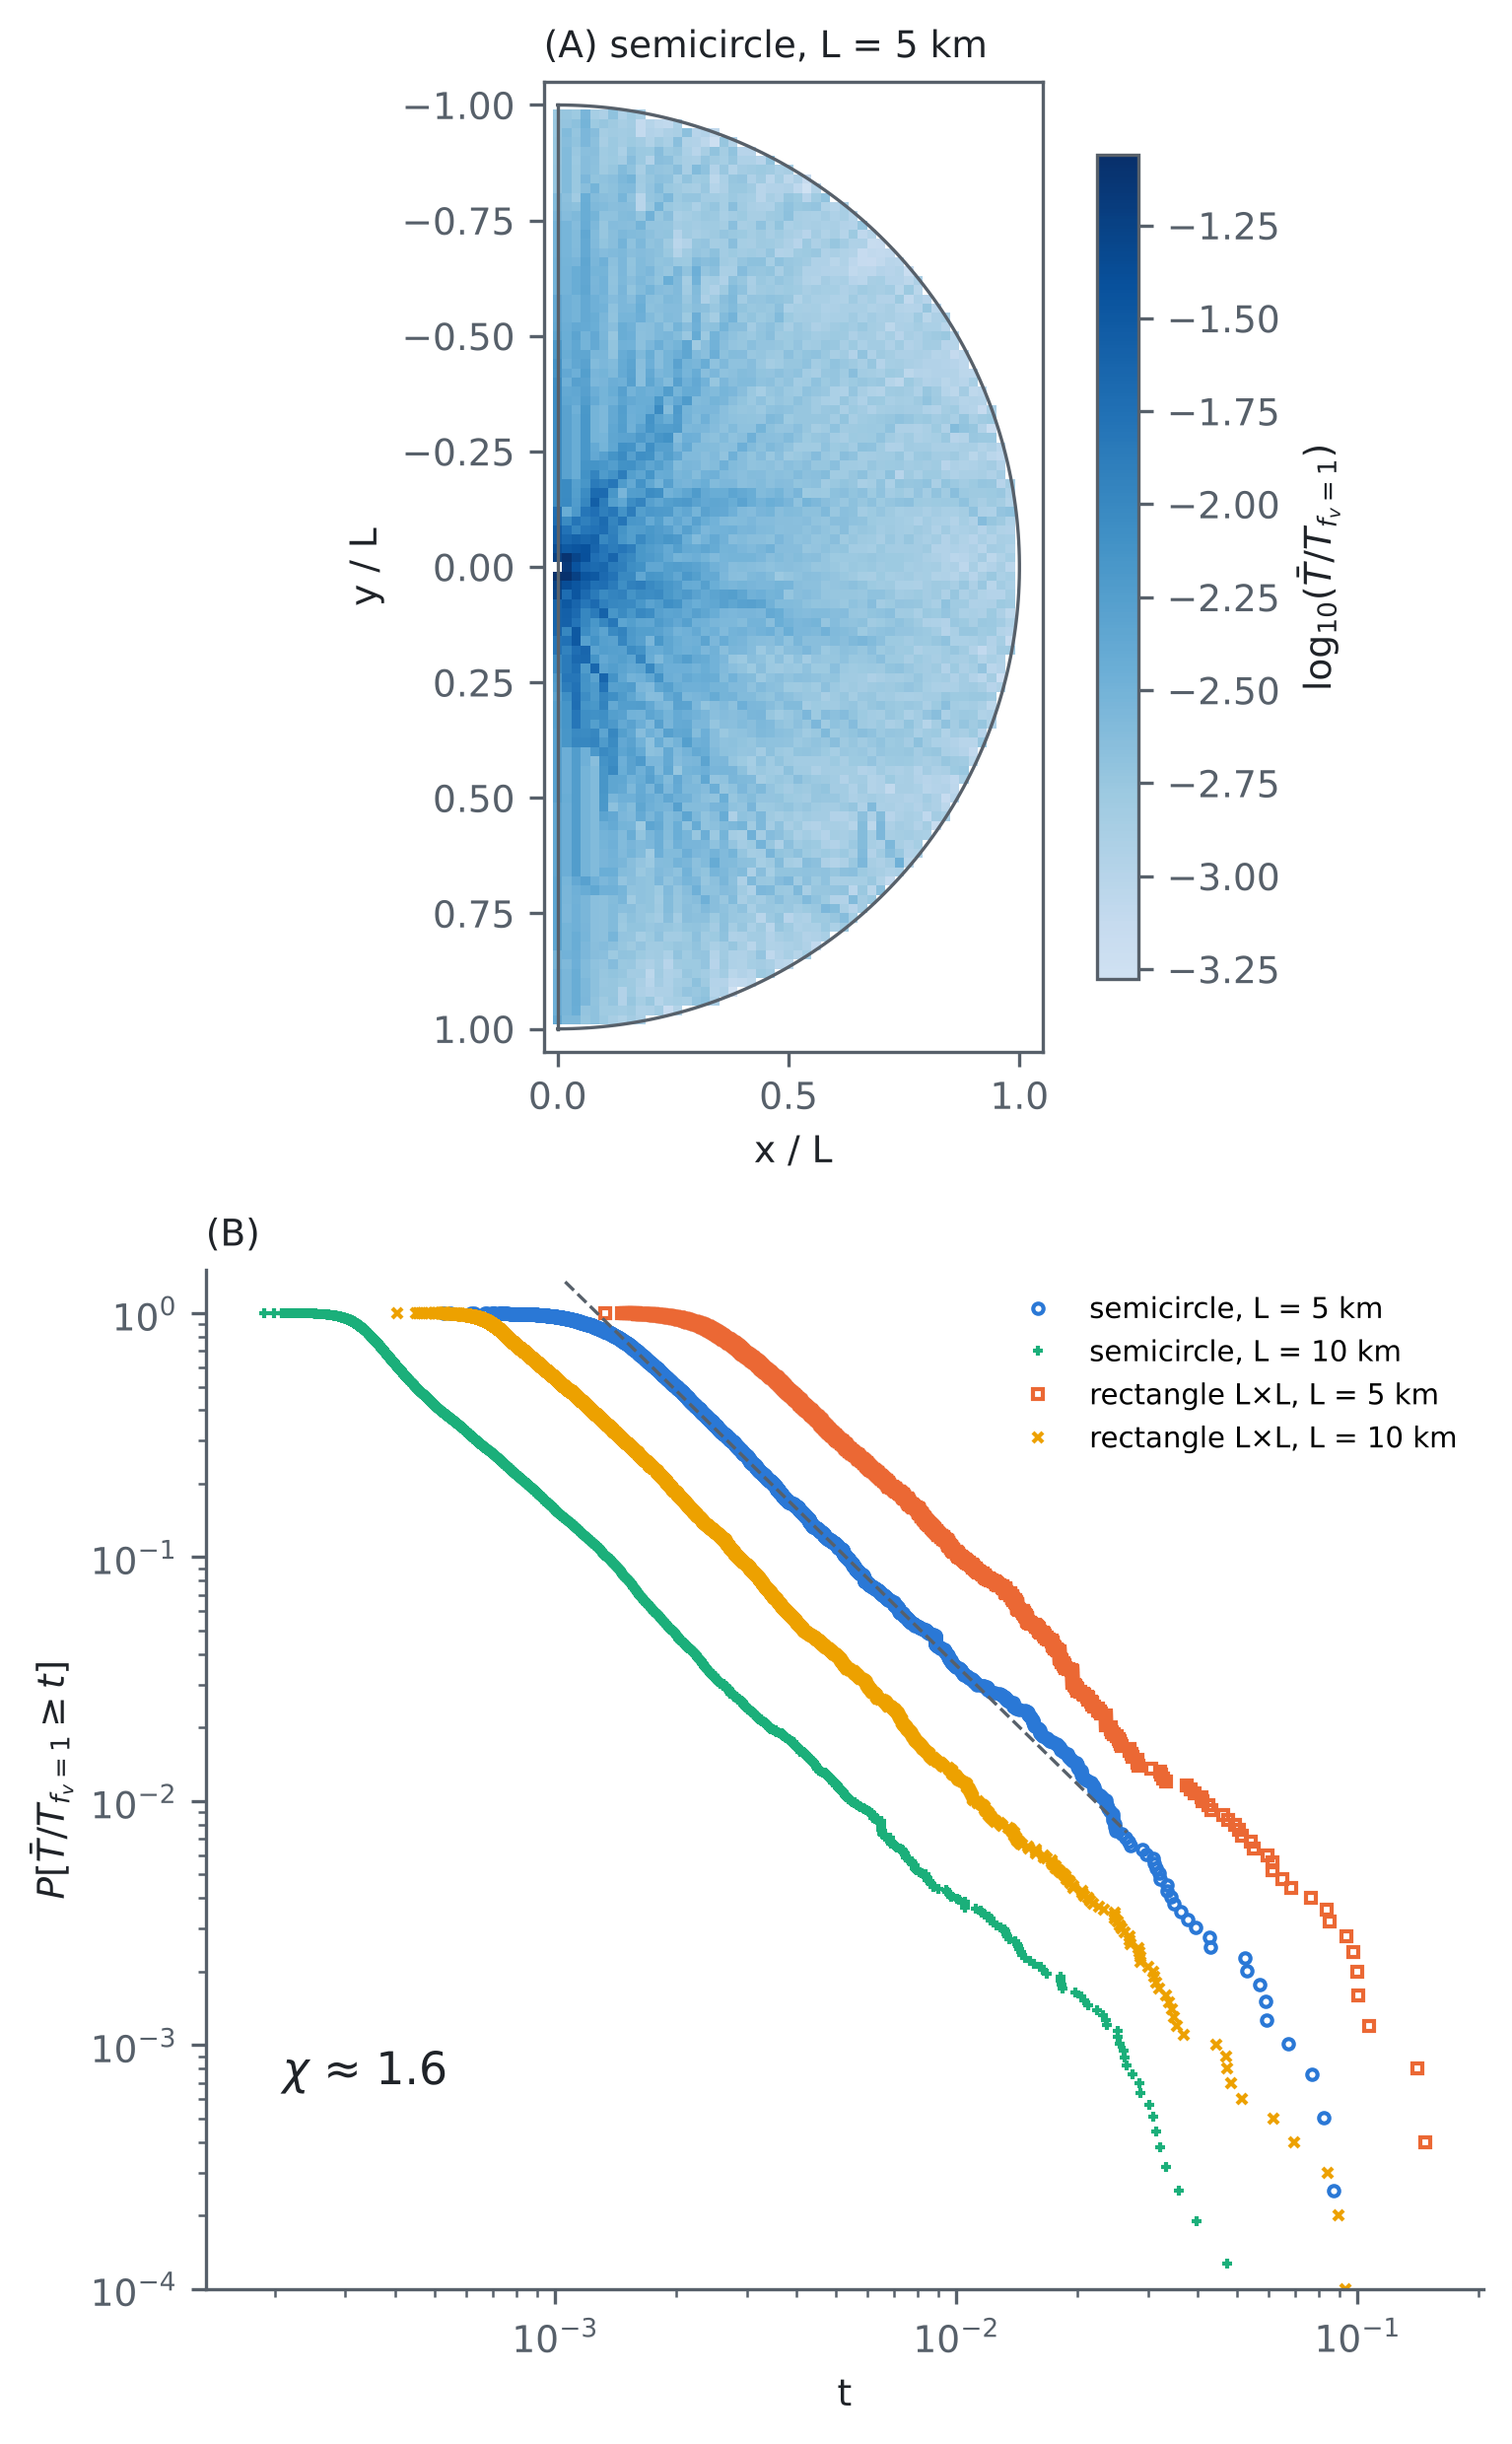 (A) semicircle, L = 5 km
−1.00
−0.75
−0.50
−0.25
0.00
0.25
0.50
0.75
1.00
y / L
0.0 0.5 1.0
x / L
−1.25
−1.50
−1.75
−2.00
−2.25
−2.50
−2.75
−3.00
−3.25
log₁₀(T̄/T_{f_v = 1})
(B)
10⁰
10⁻¹
10⁻²
10⁻³
10⁻⁴
P[T̄/T_{f_v = 1} ≥ t]
semicircle, L = 5 km
semicircle, L = 10 km
rectangle L×L, L = 5 km
rectangle L×L, L = 10 km
χ ≈ 1.6
10⁻³ 10⁻² 10⁻¹
t